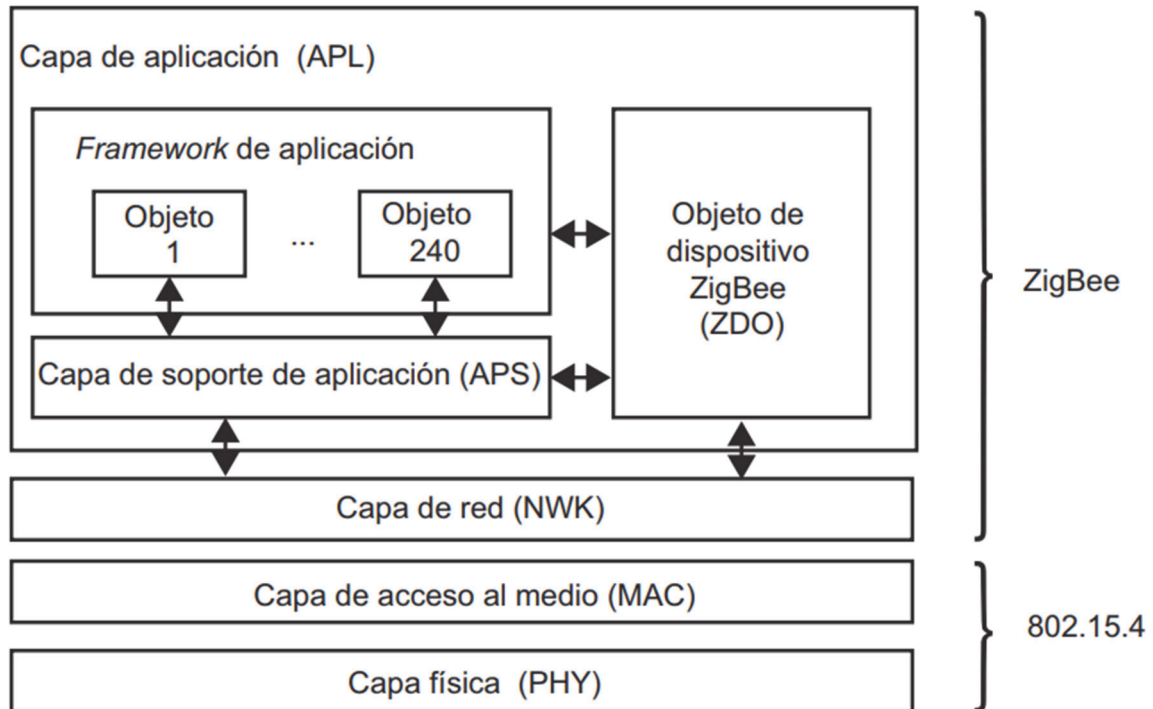 Capa de aplicación (APL)
Framework de aplicación
Objeto
1
...
Objeto
240
Objeto de
dispositivo
ZigBee
(ZDO)
ZigBee
Capa de soporte de aplicación (APS)
Capa de red (NWK)
Capa de acceso al medio (MAC)
802.15.4
Capa física (PHY)